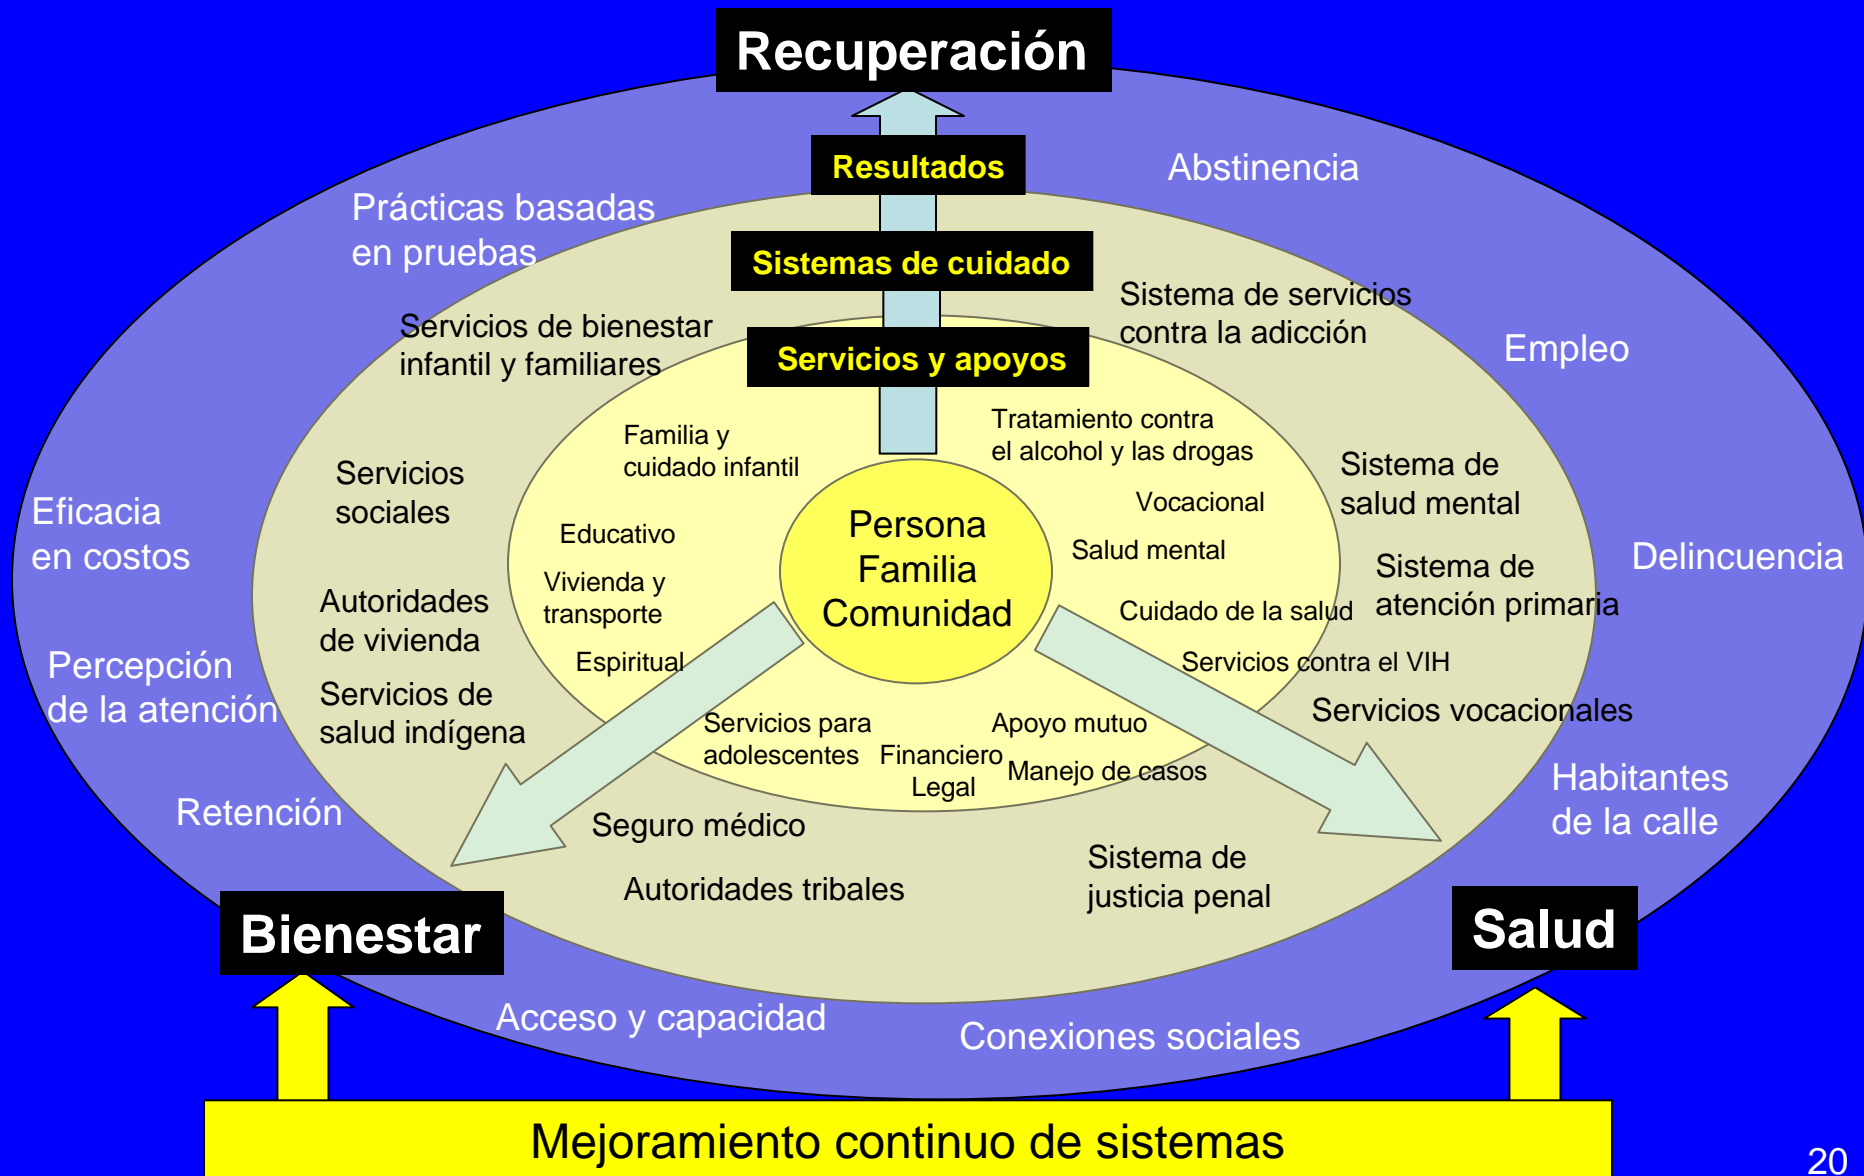 Recuperación
Resultados
Abstinencia
Prácticas basadas
en pruebas
Sistemas de cuidado
Sistema de servicios
contra la adicción
Servicios de bienestar
infantil y familiares
Servicios y apoyos
Empleo
Familia y
cuidado infantil
Tratamiento contra
el alcohol y las drogas
Servicios
sociales
Sistema de
salud mental
Eficacia
en costos
Educativo
Persona
Familia
Comunidad
Vocacional
Salud mental
Delincuencia
Vivienda y
transporte
Sistema de
atención primaria
Autoridades
de vivienda
Cuidado de la salud
Percepción
de la atención
Espiritual
Servicios contra el VIH
Servicios de
salud indígena
Servicios vocacionales
Servicios para
adolescentes
Financiero
Legal
Apoyo mutuo
Manejo de casos
Habitantes
de la calle
Retención
Seguro médico
Autoridades tribales
Sistema de
justicia penal
Bienestar
Salud
Acceso y capacidad
Conexiones sociales
Mejoramiento continuo de sistemas
20